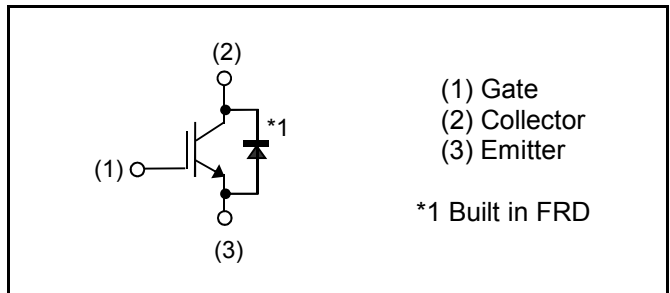 (2)
*1
(1)
(3)
(1) Gate
(2) Collector
(3) Emitter
*1 Built in FRD